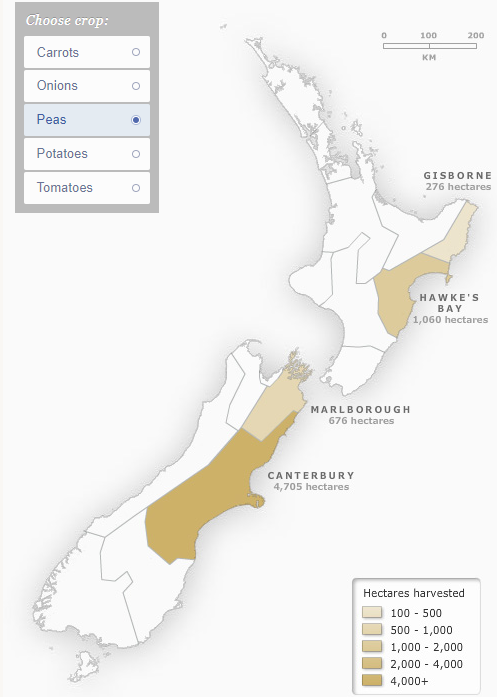 Choose crop:
Carrots
Onions
Peas
Potatoes
Tomatoes
0 100 200
KM
GISBORNE
276 hectares
HAWKE'S
BAY
1,060 hectares
MARLBOROUGH
676 hectares
CANTERBURY
4,705 hectares
Hectares harvested
100 - 500
500 - 1,000
1,000 - 2,000
2,000 - 4,000
4,000+